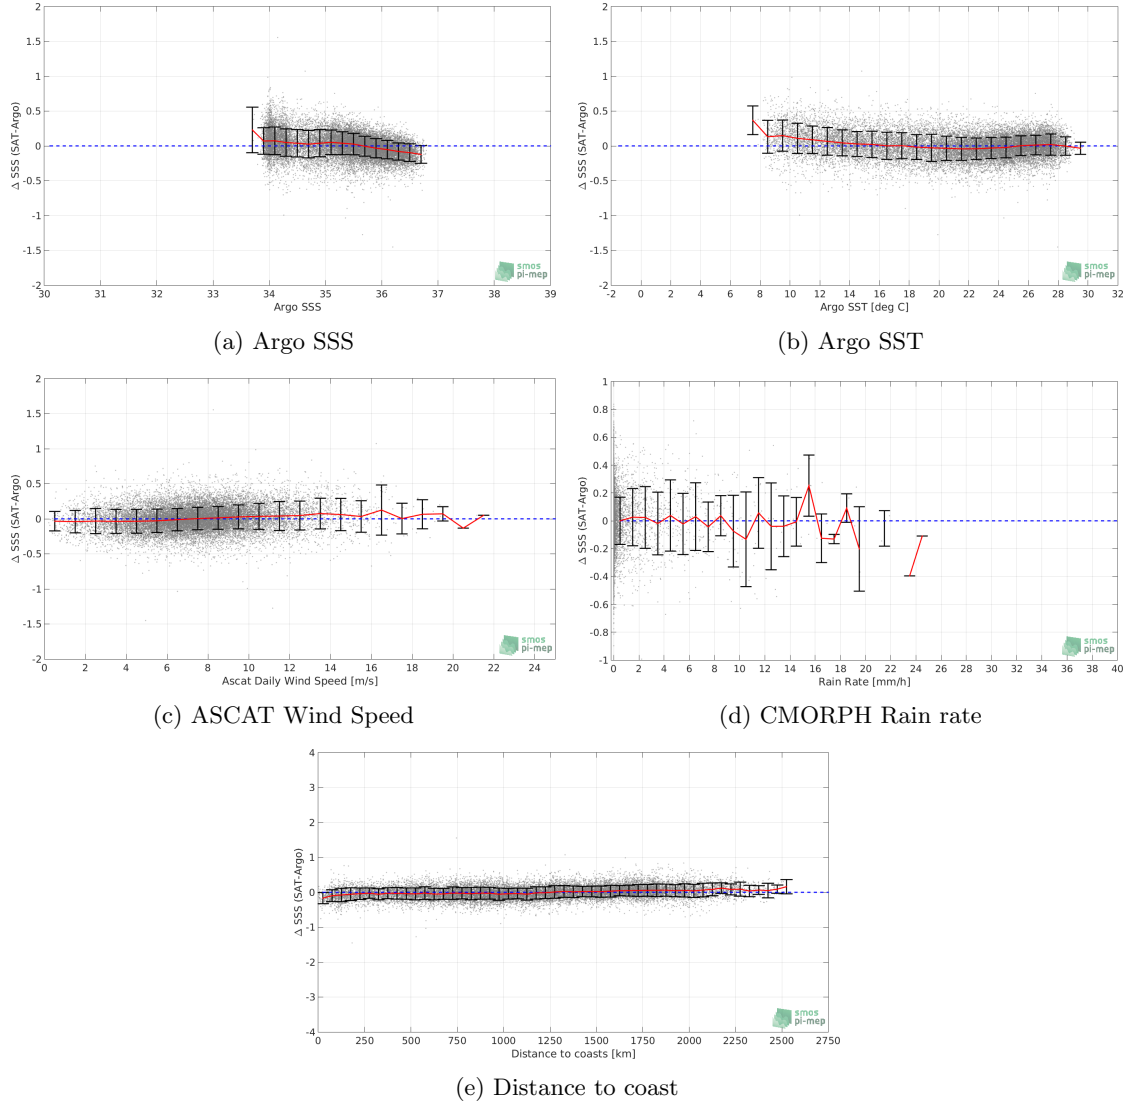 2
1.5
1
0.5
0
-0.5
-1
-1.5
-2
Δ SSS (SAT-Argo)
30 31 32 33 34 35 36 37 38 39
Argo SSS
smos
pi-mep
(a) Argo SSS
2
1.5
1
0.5
0
-0.5
-1
-1.5
-2
Δ SSS (SAT-Argo)
-2 0 2 4 6 8 10 12 14 16 18 20 22 24 26 28 30 32
Argo SST [deg C]
smos
pi-mep
(b) Argo SST
2
1.5
1
0.5
0
-0.5
-1
-1.5
-2
Δ SSS (SAT-Argo)
0 2 4 6 8 10 12 14 16 18 20 22 24
Ascat Daily Wind Speed [m/s]
smos
pi-mep
(c) ASCAT Wind Speed
1
0.8
0.6
0.4
0.2
0
-0.2
-0.4
-0.6
-0.8
-1
Δ SSS (SAT-Argo)
0 2 4 6 8 10 12 14 16 18 20 22 24 26 28 30 32 34 36 38 40
Rain Rate [mm/h]
smos
pi-mep
(d) CMORPH Rain rate
4
3
2
1
0
-1
-2
-3
-4
Δ SSS (SAT-Argo)
0 250 500 750 1000 1250 1500 1750 2000 2250 2500 2750
Distance to coasts [km]
smos
pi-mep
(e) Distance to coast